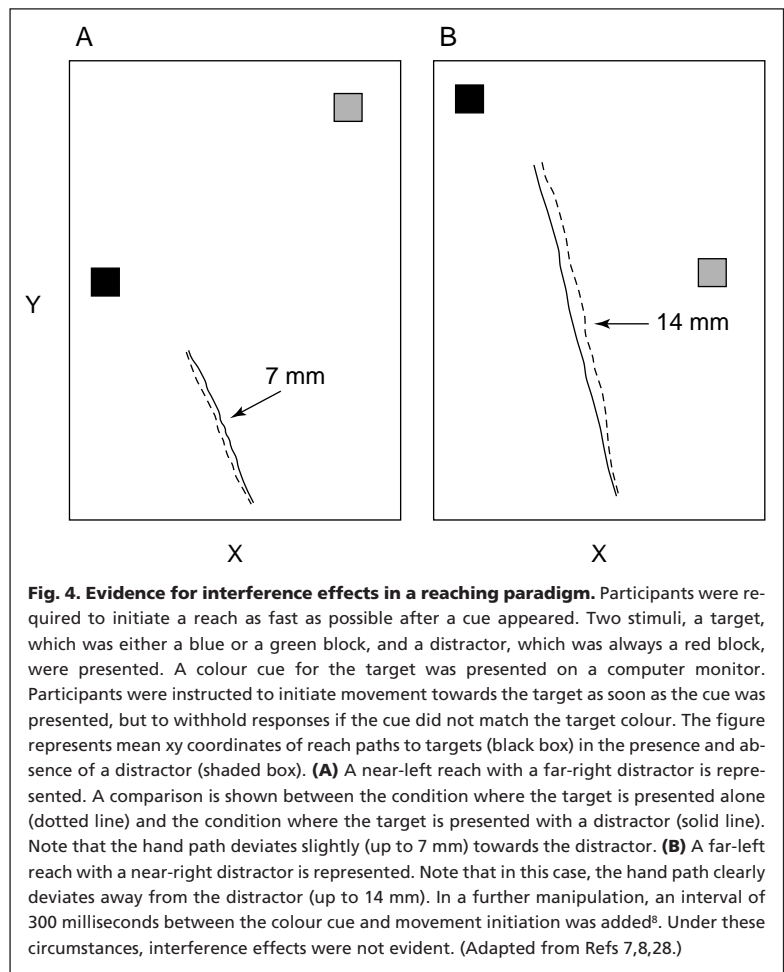 A
B
Y
7 mm
14 mm
X
X
Fig. 4. Evidence for interference effects in a reaching paradigm. Participants were re-
quired to initiate a reach as fast as possible after a cue appeared. Two stimuli, a target,
which was either a blue or a green block, and a distractor, which was always a red block,
were presented. A colour cue for the target was presented on a computer monitor.
Participants were instructed to initiate movement towards the target as soon as the cue was
presented, but to withhold responses if the cue did not match the target colour. The figure
represents mean xy coordinates of reach paths to targets (black box) in the presence and ab-
sence of a distractor (shaded box). (A) A near-left reach with a far-right distractor is repre-
sented. A comparison is shown between the condition where the target is presented alone
(dotted line) and the condition where the target is presented with a distractor (solid line).
Note that the hand path deviates slightly (up to 7 mm) towards the distractor. (B) A far-left
reach with a near-right distractor is represented. Note that in this case, the hand path clearly
deviates away from the distractor (up to 14 mm). In a further manipulation, an interval of
300 milliseconds between the colour cue and movement initiation was added⁸. Under these
circumstances, interference effects were not evident. (Adapted from Refs 7,8,28.)